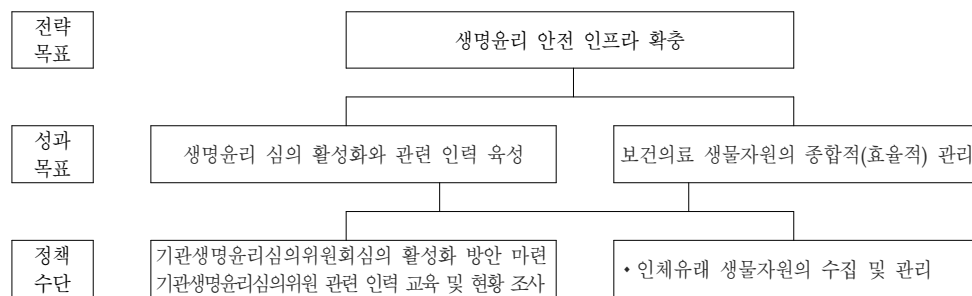 전략
목표
생명윤리 안전 인프라 확충
성과
목표
생명윤리 심의 활성화와 관련 인력 육성
보건의료 생물자원의 종합적(효율적) 관리
정책
수단
기관생명윤리심의위원회심의 활성화 방안 마련
기관생명윤리심의위원 관련 인력 교육 및 현황 조사
• 인체유래 생물자원의 수집 및 관리